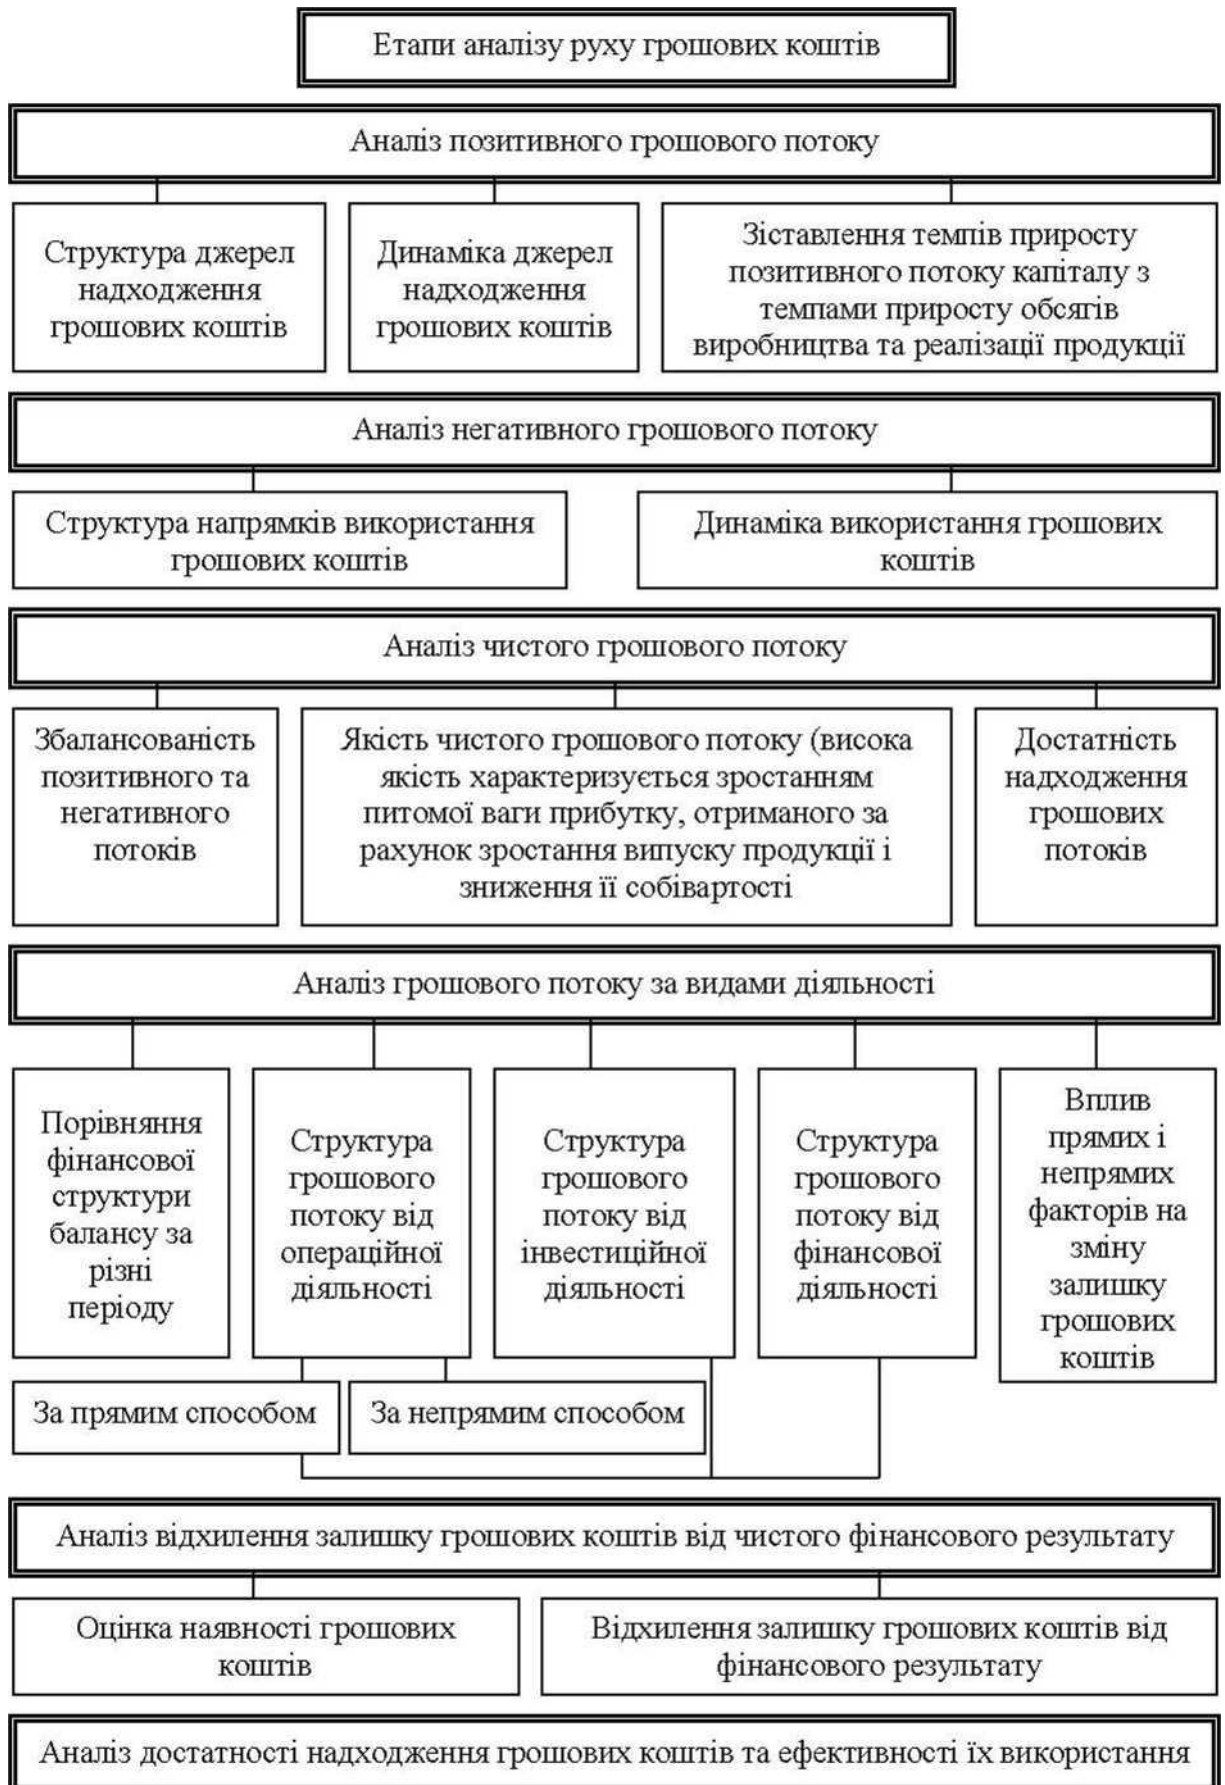 Етапи аналізу руху грошових коштів
Аналіз позитивного грошового потоку
Структура джерел
надходження
грошових коштів
Динаміка джерел
надходження
грошових коштів
Зіставлення темпів приросту
позитивного потоку капіталу з
темпами приросту обсягів
виробництва та реалізації продукції
Аналіз негативного грошового потоку
Структура напрямків використання
грошових коштів
Динаміка використання грошових
коштів
Аналіз чистого грошового потоку
Збалансованість
позитивного та
негативного
потоків
Якість чистого грошового потоку (висока
якість характеризується зростанням
питомої ваги прибутку, отриманого за
рахунок зростання випуску продукції і
зниження її собівартості
Достатність
надходження
грошових
потоків
Аналіз грошового потоку за видами діяльності
Порівняння
фінансової
структури
балансу за
різні
періоду
Структура
грошового
потоку від
операційної
діяльності
Структура
грошового
потоку від
інвестиційної
діяльності
Структура
грошового
потоку від
фінансової
діяльності
Вплив
прямих і
непрямих
факторів на
зміну
залишку
грошових
коштів
За прямим способом
За непрямим способом
Аналіз відхилення залишку грошових коштів від чистого фінансового результату
Оцінка наявності грошових
коштів
Відхилення залишку грошових коштів від
фінансового результату
Аналіз достатності надходження грошових коштів та ефективності їх використання